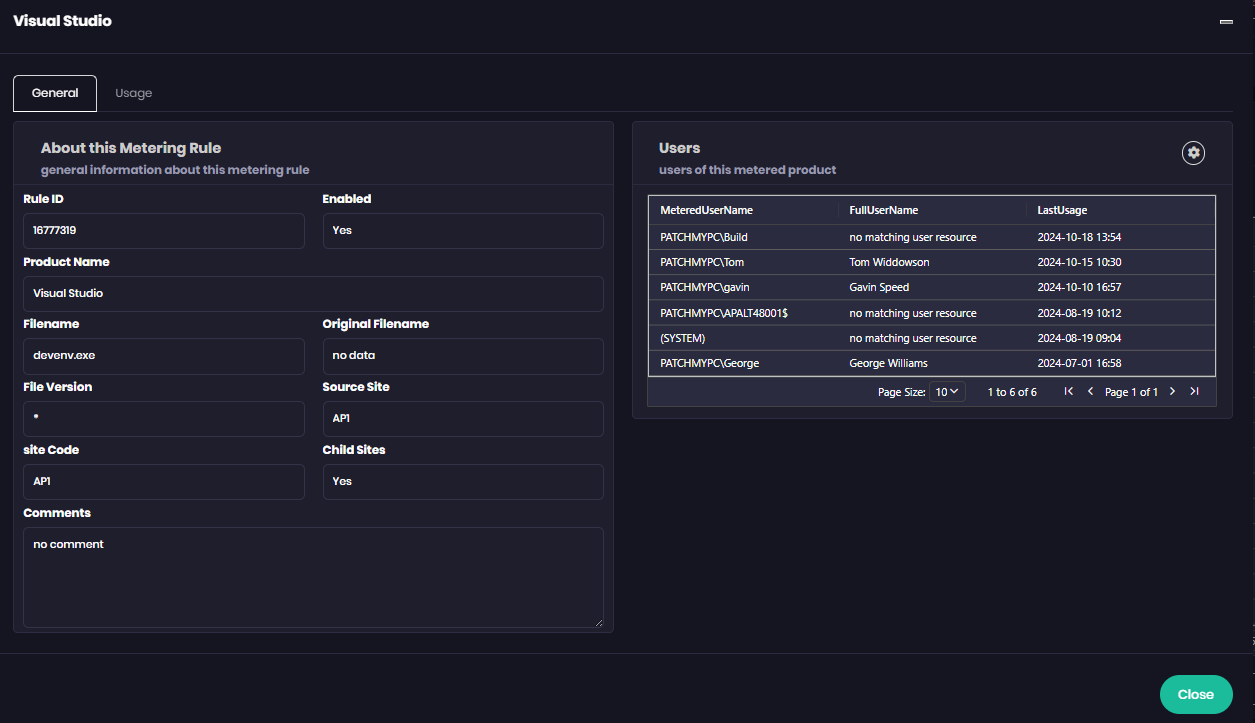 Visual Studio
General
Usage
About this Metering Rule
general information about this metering rule
Rule ID
Enabled
16777319
Yes
Product Name
Visual Studio
Filename
Original Filename
devenv.exe
no data
File Version
Source Site
*
AP1
site Code
Child Sites
AP1
Yes
Comments
no comment
Users
users of this metered product
MeteredUserName FullUserName LastUsage
PATCHMYPC\Build no matching user resource 2024-10-18 13:54
PATCHMYPC\Tom Tom Widdowson 2024-10-15 10:30
PATCHMYPC\gavin Gavin Speed 2024-10-10 16:57
PATCHMYPC\APALT48001$ no matching user resource 2024-08-19 10:12
(SYSTEM) no matching user resource 2024-08-19 09:04
PATCHMYPC\George George Williams 2024-07-01 16:58
Page Size: 10 1 to 6 of 6 Page 1 of 1
Close